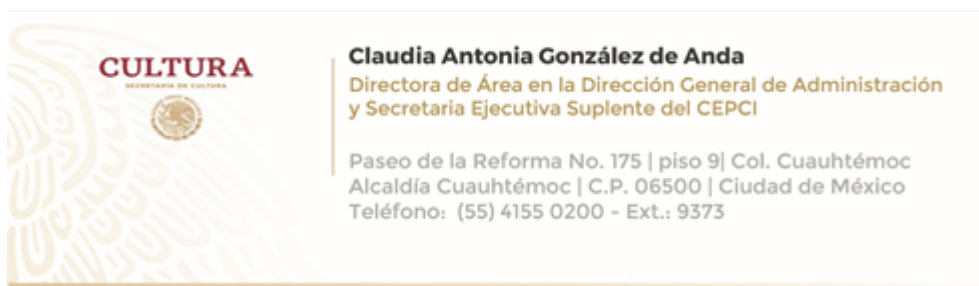 CULTURA
SECRETARÍA DE CULTURA
Claudia Antonia González de Anda
Directora de Área en la Dirección General de Administración
y Secretaria Ejecutiva Suplente del CEPCI
Paseo de la Reforma No. 175 | piso 9| Col. Cuauhtémoc
Alcaldía Cuauhtémoc | C.P. 06500 | Ciudad de México
Teléfono: (55) 4155 0200 - Ext.: 9373